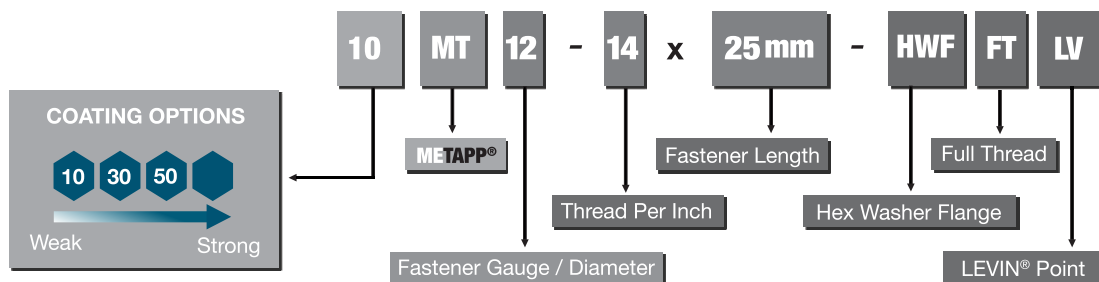 10 MT 12 - 14 x 25mm - HWF FT LV
COATING OPTIONS
10 30 50
Weak
Strong
METAPP®
Fastener Length
Full Thread
Thread Per Inch
Hex Washer Flange
Fastener Gauge / Diameter
LEVIN® Point